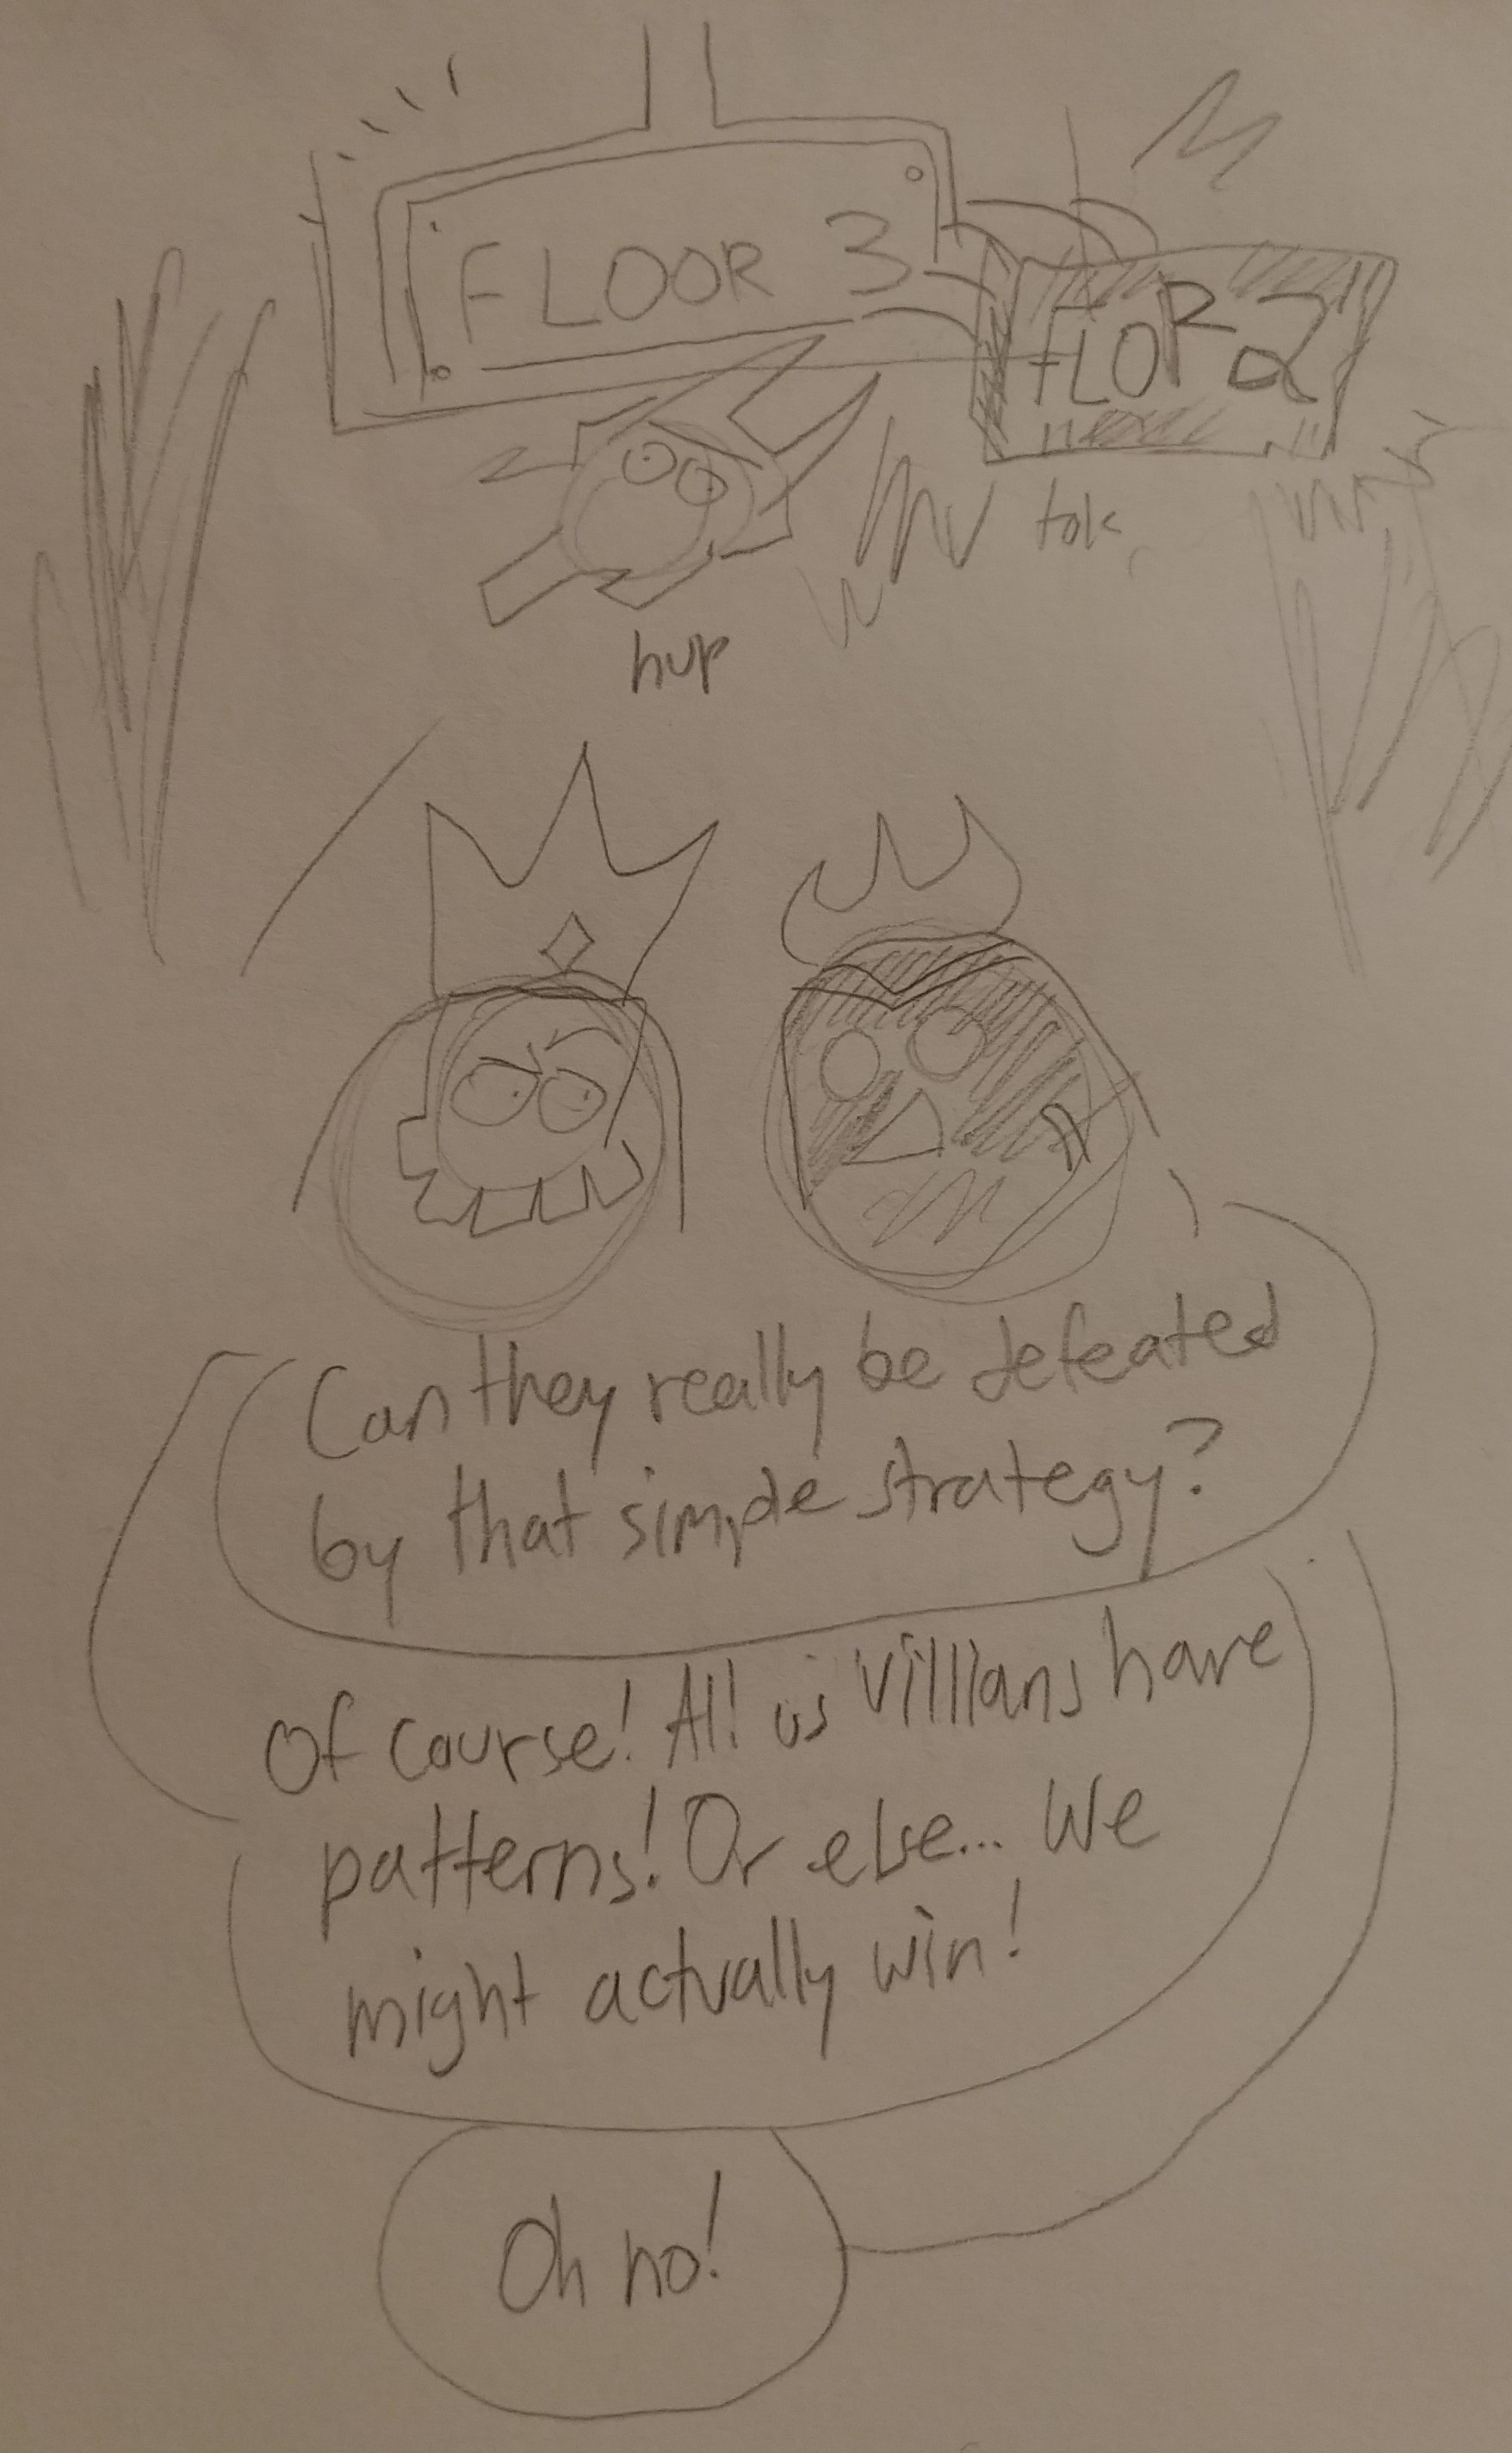 FLOOR 3
FLOR 2
tok
hup
Can they really be defeated
by that simple strategy?
Of course! All us Villians have
patterns! Or else... We
might actually win!
Oh no!